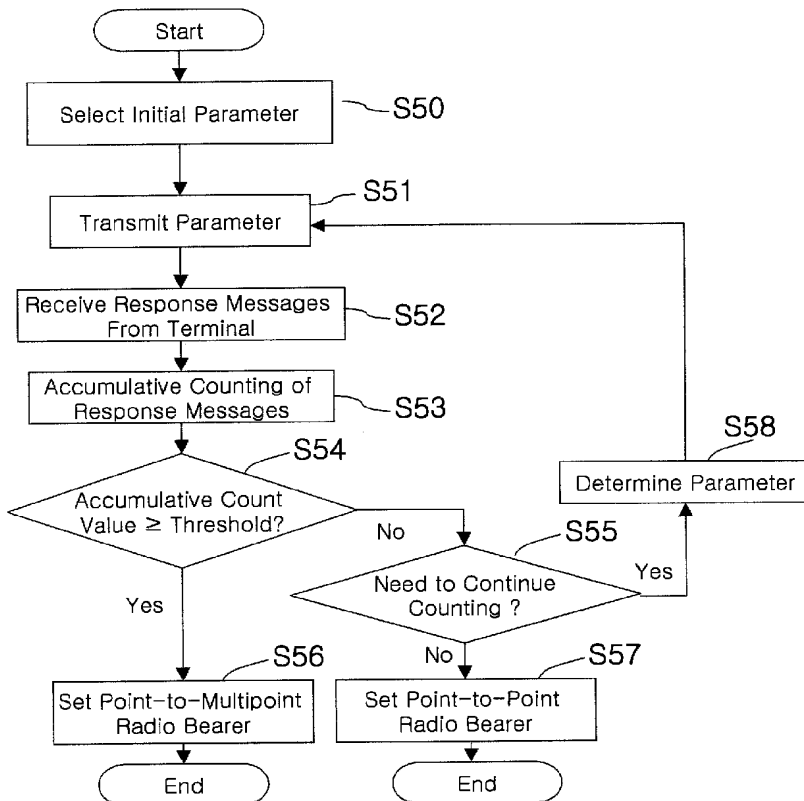 Start
Select Initial Parameter
S50
S51
Transmit Parameter
Receive Response Messages
From Terminal
S52
Accumulative Counting of
Response Messages
S53
S54
Accumulative Count
Value ≥ Threshold?
No
Yes
S55
Need to Continue
Counting ?
Yes
No
S58
Determine Parameter
S56
Set Point-to-Multipoint
Radio Bearer
End
S57
Set Point-to-Point
Radio Bearer
End